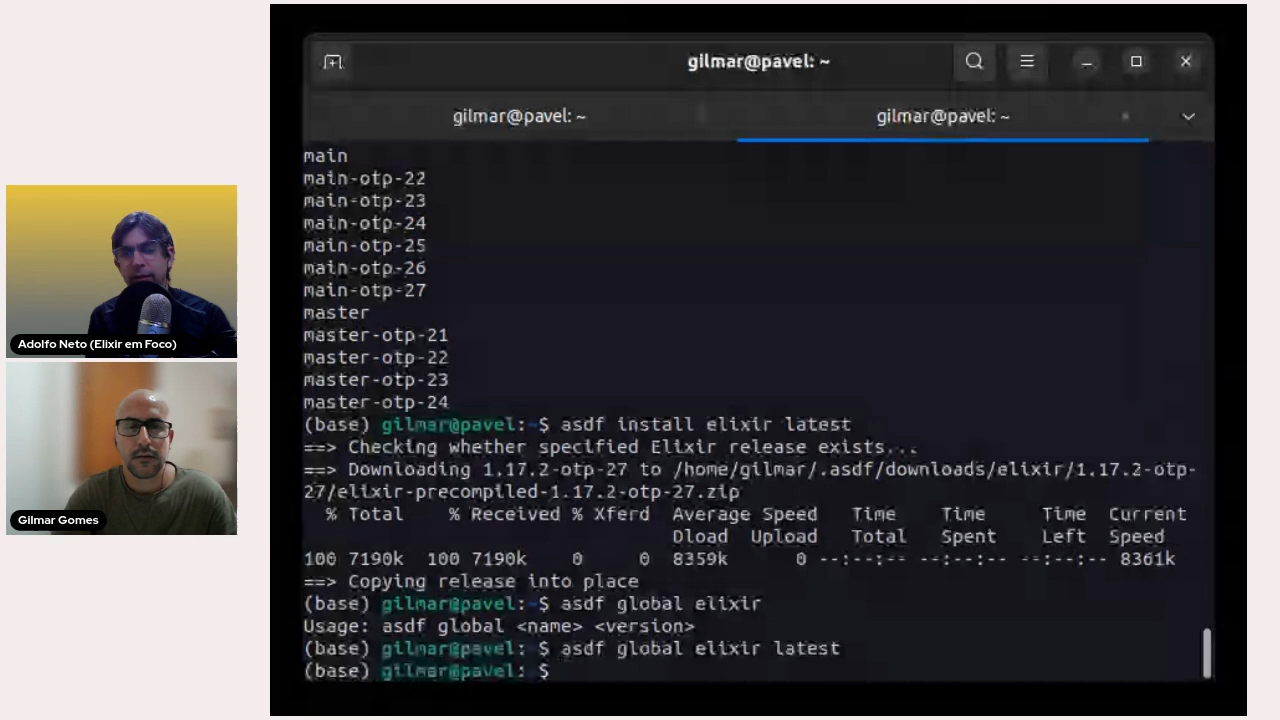 gilmar@pavel: ~
gilmar@pavel: ~
gilmar@pavel: ~
main
main-otp-22
main-otp-23
main-otp-24
main-otp-25
main-otp-26
main-otp-27
master
master-otp-21
master-otp-22
master-otp-23
master-otp-24
(base) gilmar@pavel:~$ asdf install elixir latest
==> Checking whether specified Elixir release exists...
==> Downloading 1.17.2-otp-27 to /home/gilmar/.asdf/downloads/elixir/1.17.2-otp-
27/elixir-precompiled-1.17.2-otp-27.zip
% Total % Received % Xferd Average Speed Time Time Time Current
Dload Upload Total Spent Left Speed
100 7190k 100 7190k 0 0 8359k 0 --:--:-- --:--:-- --:--:-- 8361k
==> Copying release into place
(base) gilmar@pavel:~$ asdf global elixir
Usage: asdf global <name> <version>
(base) gilmar@pavel:~$ asdf global elixir latest
(base) gilmar@pavel:~$
Adolfo Neto (Elixir em Foco)
Gilmar Gomes